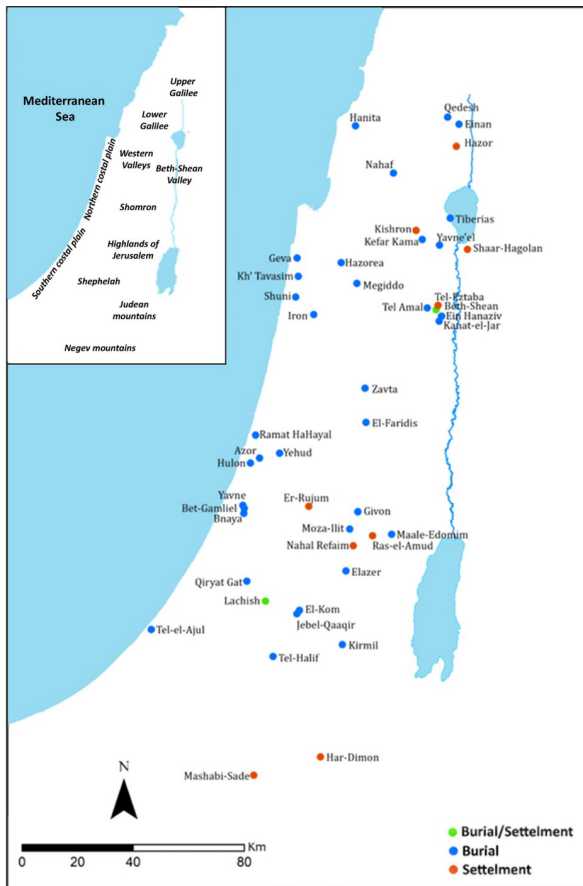 Mediterranean
Sea
Upper
Galilee
Lower
Galilee
Western
Valleys
Beth-Shean
Valley
Northern costal plain
Shomron
Highlands of
Jerusalem
Southern costal plain
Shephelah
Judean
mountains
Negev mountains
Hanita
Qedesh
Einan
Hazor
Nahaf
Tiberias
Kishron
Kefar Kama
Yavne'el
Shaar-Hagolan
Geva
Hazorea
Kh' Tavasim
Megiddo
Shuni
Tel-Eztaba
Tel Amal
Beth-Shean
Iron
Ein Hanaziv
Kanat-el-Jar
Zavta
El-Faridis
Ramat HaHayal
Azor
Yehud
Hulon
Yavne
Er-Rujum
Bet-Gamliel
Givon
Bnaya
Moza-Ilit
Maale-Edomim
Nahal Refaim
Ras-el-Amud
Elazer
Qiryat Gat
Lachish
El-Kom
Jebel-Qaaqir
Tel-el-Ajul
Kirmil
Tel-Halif
Har-Dimon
Mashabi-Sade
N
Km
0 20 40 80
Burial/Settelment
Burial
Settelment